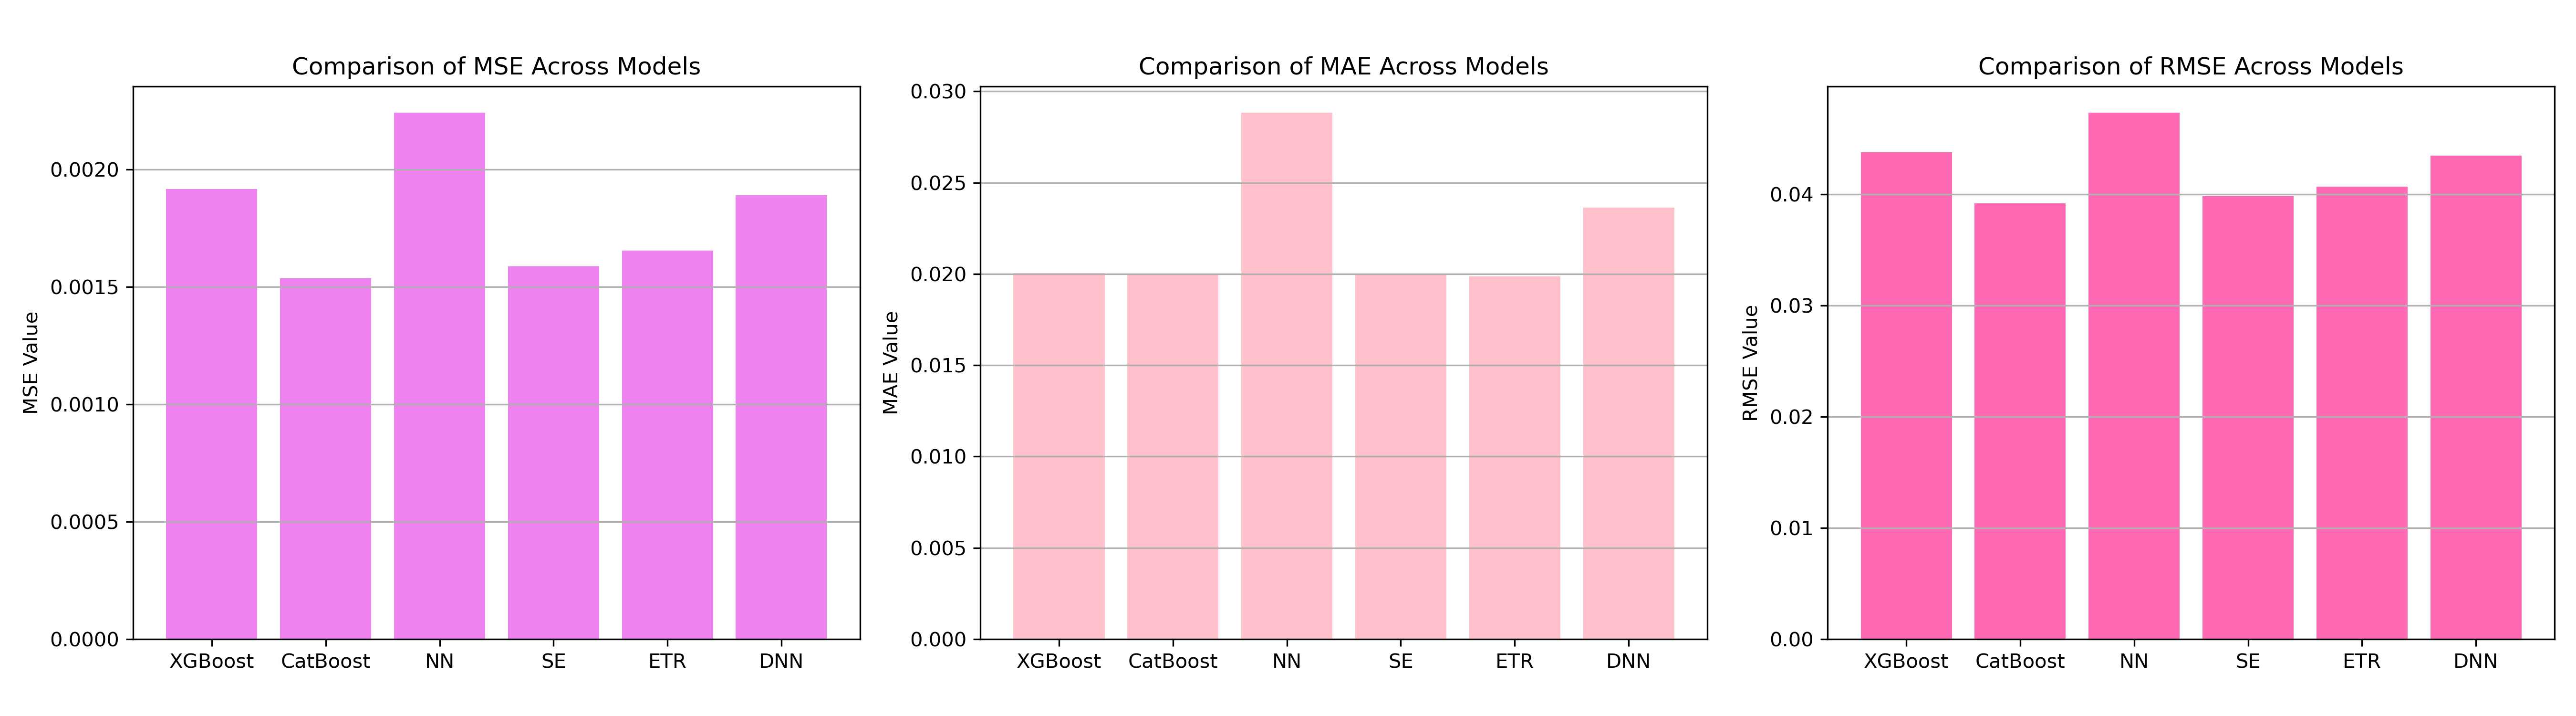 Comparison of MSE Across Models
MSE Value
0.0020
0.0015
0.0010
0.0005
0.0000
XGBoost CatBoost NN SE ETR DNN
Comparison of MAE Across Models
MAE Value
0.030
0.025
0.020
0.015
0.010
0.005
0.000
XGBoost CatBoost NN SE ETR DNN
Comparison of RMSE Across Models
RMSE Value
0.04
0.03
0.02
0.01
0.00
XGBoost CatBoost NN SE ETR DNN